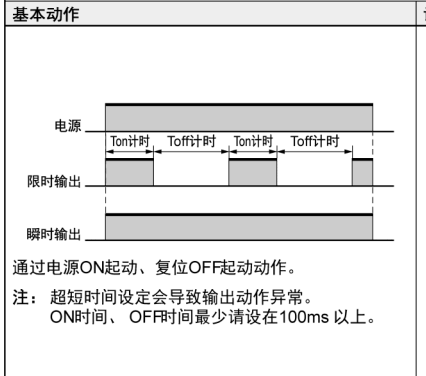 基本动作
电源
Ton计时 Toff计时 Ton计时 Toff计时
限时输出
瞬时输出
通过电源ON起动、复位OFF起动动作。
注： 超短时间设定会导致输出动作异常。
ON时间、 OFF时间最少请设在100ms 以上。